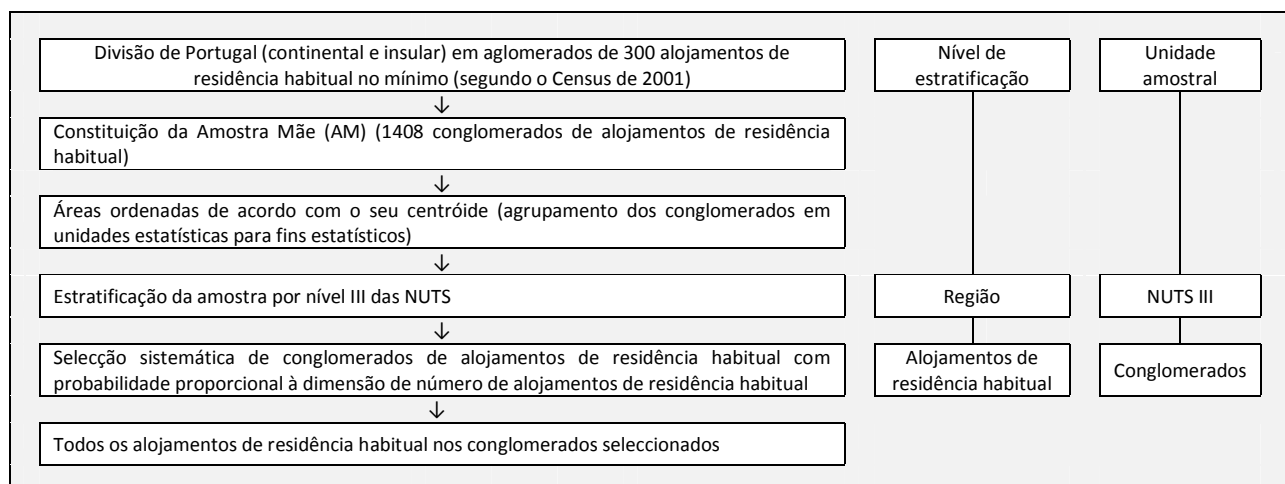 Divisão de Portugal (continental e insular) em aglomerados de 300 alojamentos de
residência habitual no mínimo (segundo o Census de 2001)
Nível de
estratificação
Unidade
amostral
↓
Constituição da Amostra Mãe (AM) (1408 conglomerados de alojamentos de residência
habitual)
↓
Áreas ordenadas de acordo com o seu centróide (agrupamento dos conglomerados em
unidades estatísticas para fins estatísticos)
↓
Estratificação da amostra por nível III das NUTS
Região
NUTS III
↓
Selecção sistemática de conglomerados de alojamentos de residência habitual com
probabilidade proporcional à dimensão de número de alojamentos de residência habitual
Alojamentos de
residência habitual
Conglomerados
↓
Todos os alojamentos de residência habitual nos conglomerados seleccionados